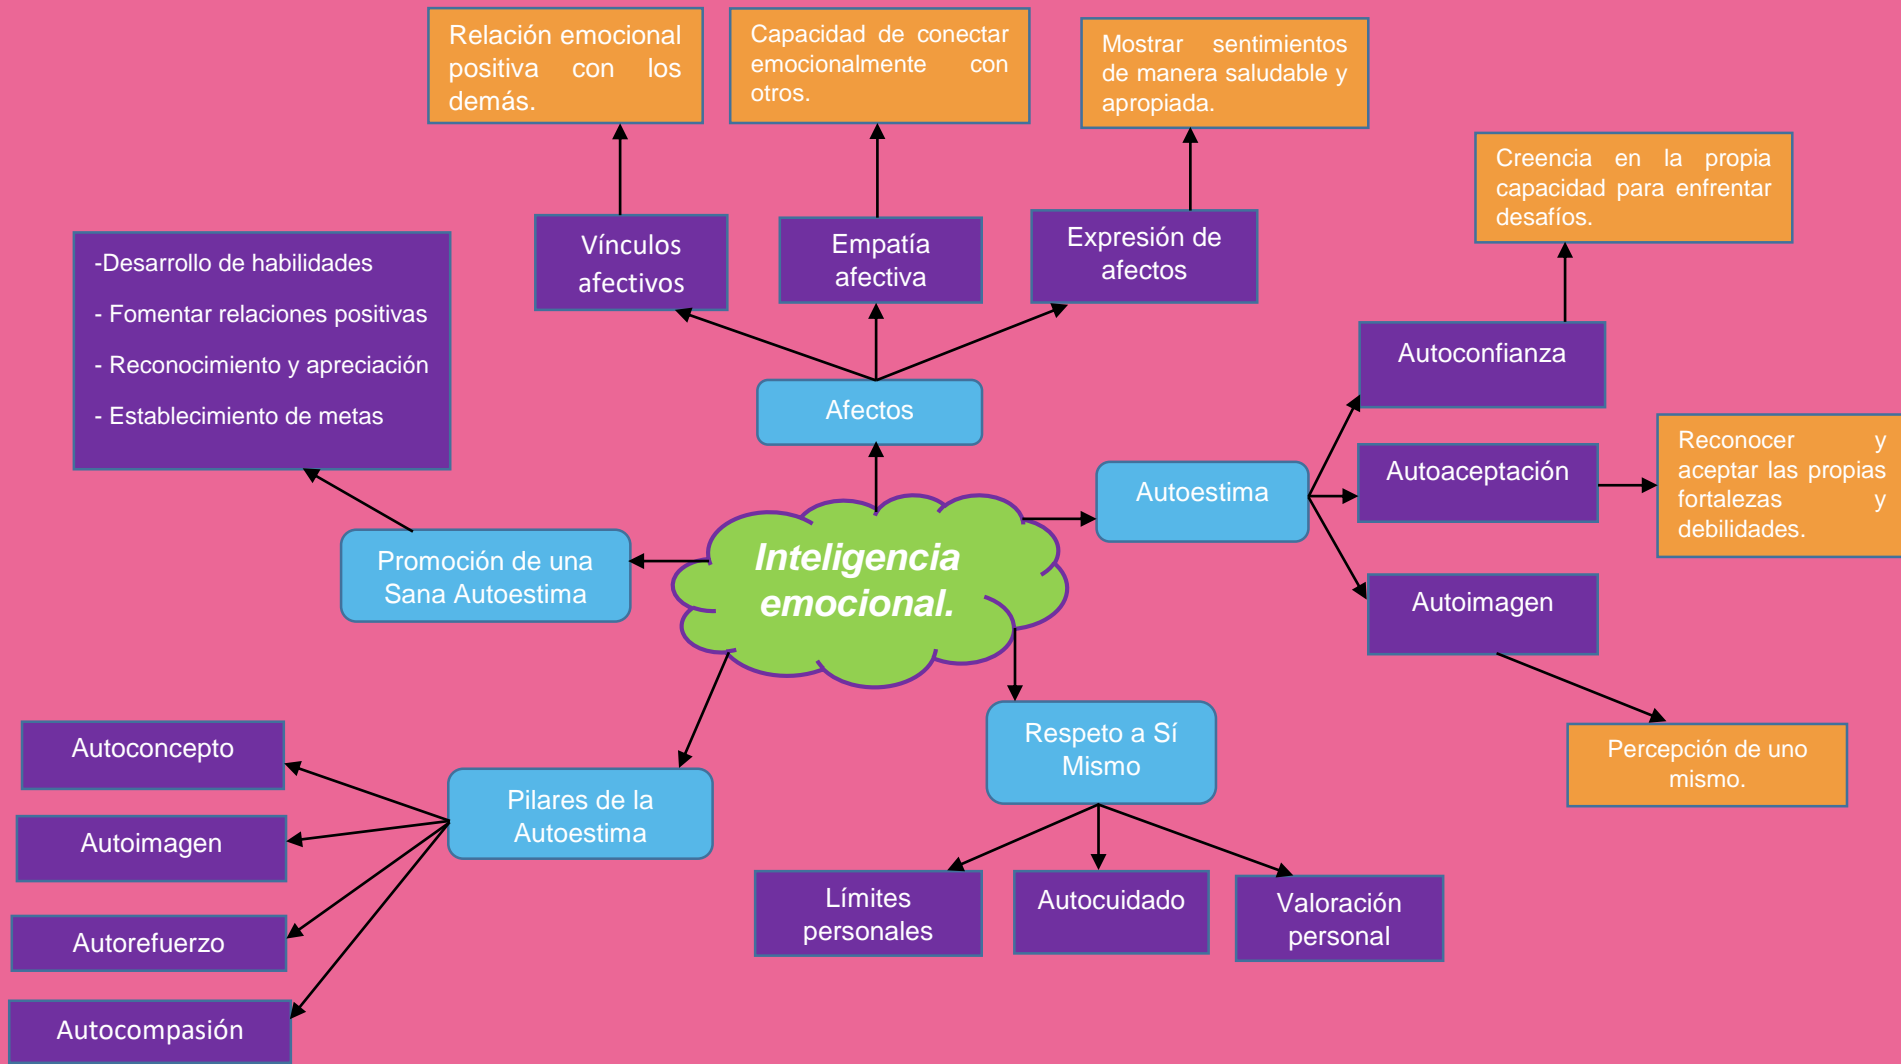 Relación emocional
positiva con los
demás.
Capacidad de conectar
emocionalmente con
otros.
Mostrar sentimientos
de manera saludable y
apropiada.
Creencia en la propia
capacidad para enfrentar
desafíos.
Vínculos
afectivos
Empatía
afectiva
Expresión de
afectos
-Desarrollo de habilidades
- Fomentar relaciones positivas
- Reconocimiento y apreciación
- Establecimiento de metas
Autoconfianza
Afectos
Reconocer y
aceptar las propias
fortalezas y
debilidades.
Autoaceptación
Autoestima
Promoción de una
Sana Autoestima
Inteligencia
emocional.
Autoimagen
Respeto a Sí
Mismo
Percepción de uno
mismo.
Autoconcepto
Pilares de la
Autoestima
Autoimagen
Límites
personales
Autocuidado
Valoración
personal
Autorefuerzo
Autocompasión